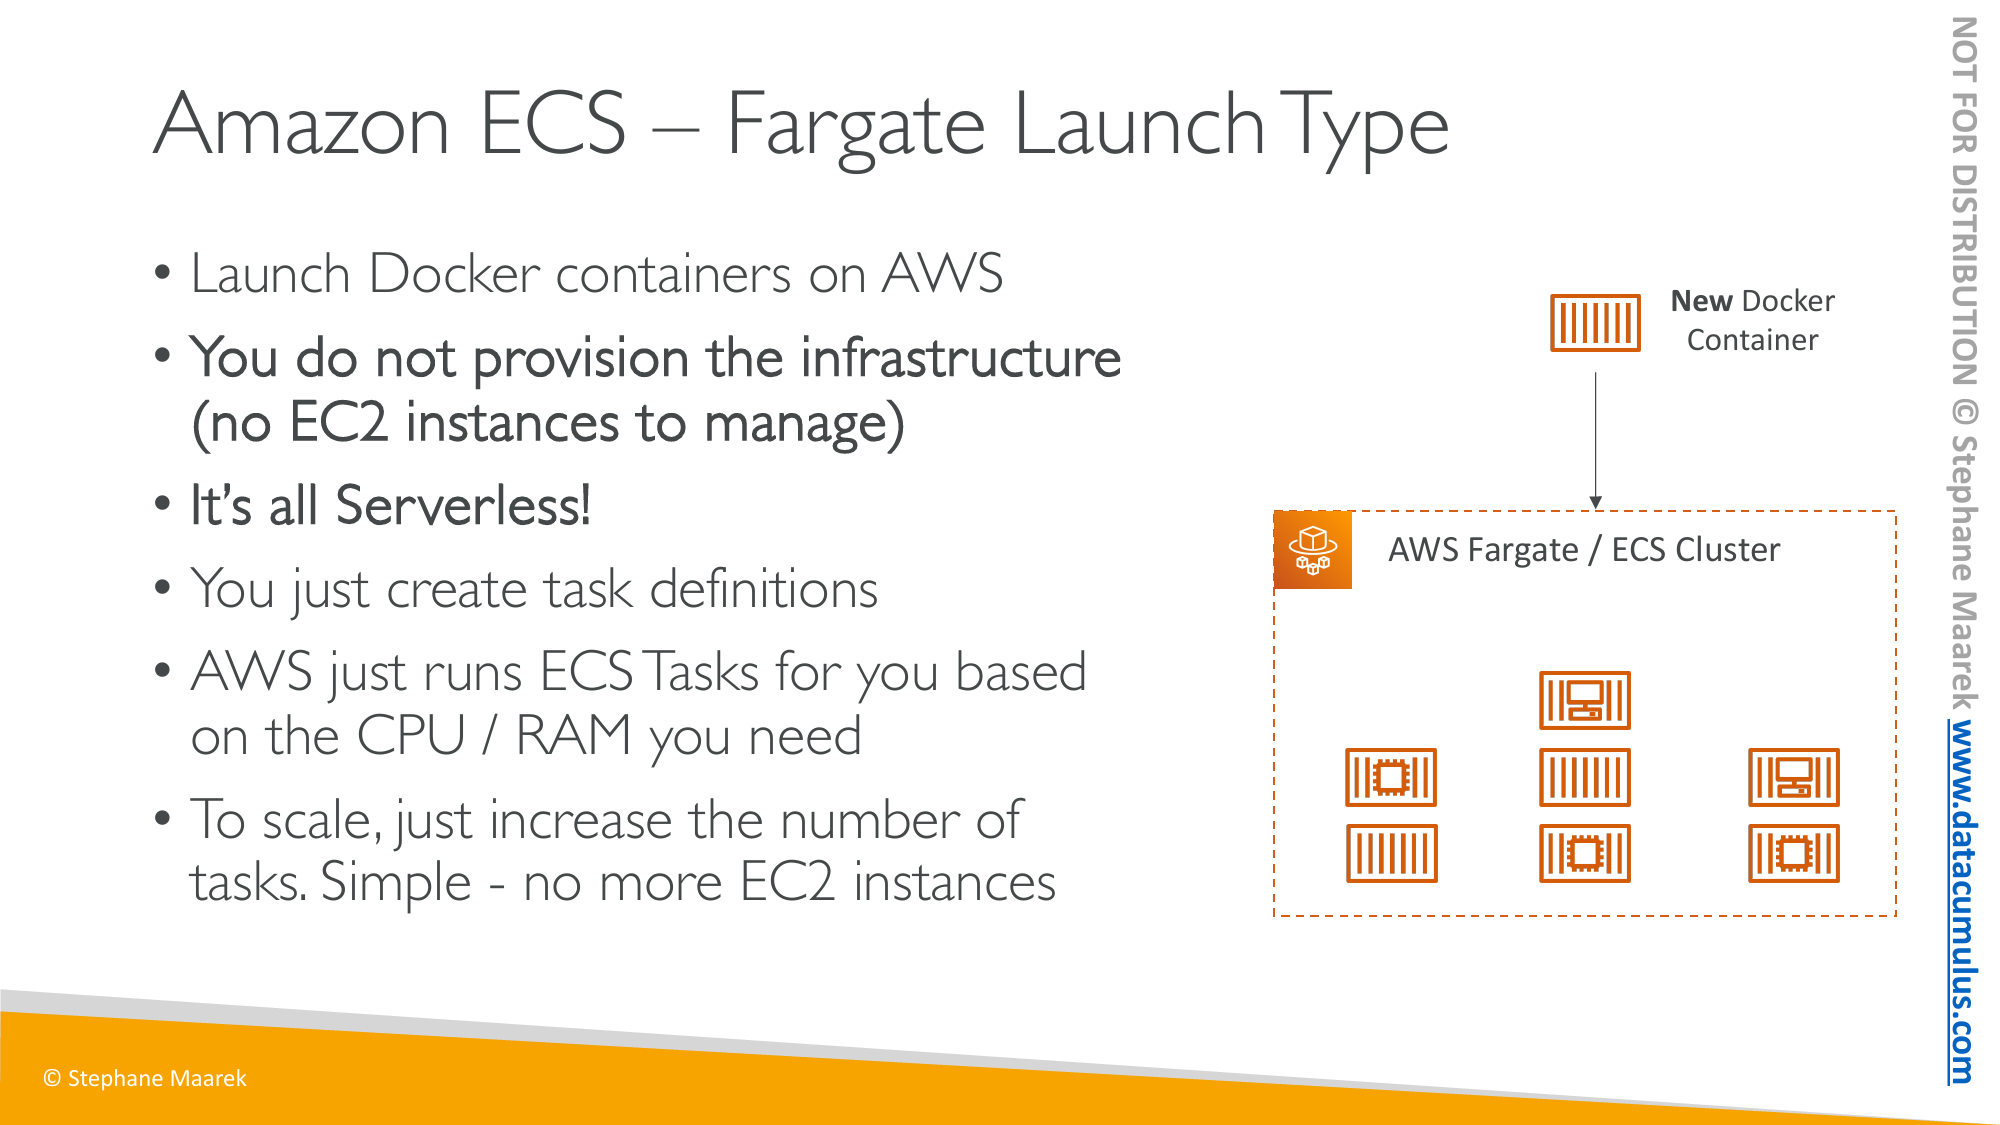 Amazon ECS – Fargate Launch Type
• Launch Docker containers on AWS
• You do not provision the infrastructure
(no EC2 instances to manage)
• It’s all Serverless!
• You just create task definitions
• AWS just runs ECS Tasks for you based
on the CPU / RAM you need
• To scale, just increase the number of
tasks. Simple - no more EC2 instances
New Docker
Container
AWS Fargate / ECS Cluster
© Stephane Maarek
NOT FOR DISTRIBUTION © Stephane Maarek www.datacumulus.com